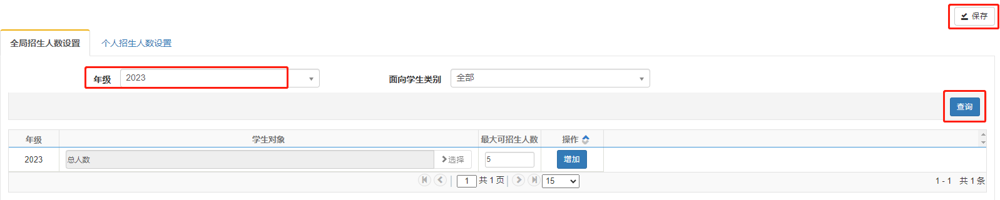 保存
全局招生人数设置 个人招生人数设置
年级 2023 面向学生类别 全部
查询
年级 学生对象 最大可招生人数 操作
2023 总人数 选择 5 增加
1 共 1 页 15 1 - 1 共 1 条